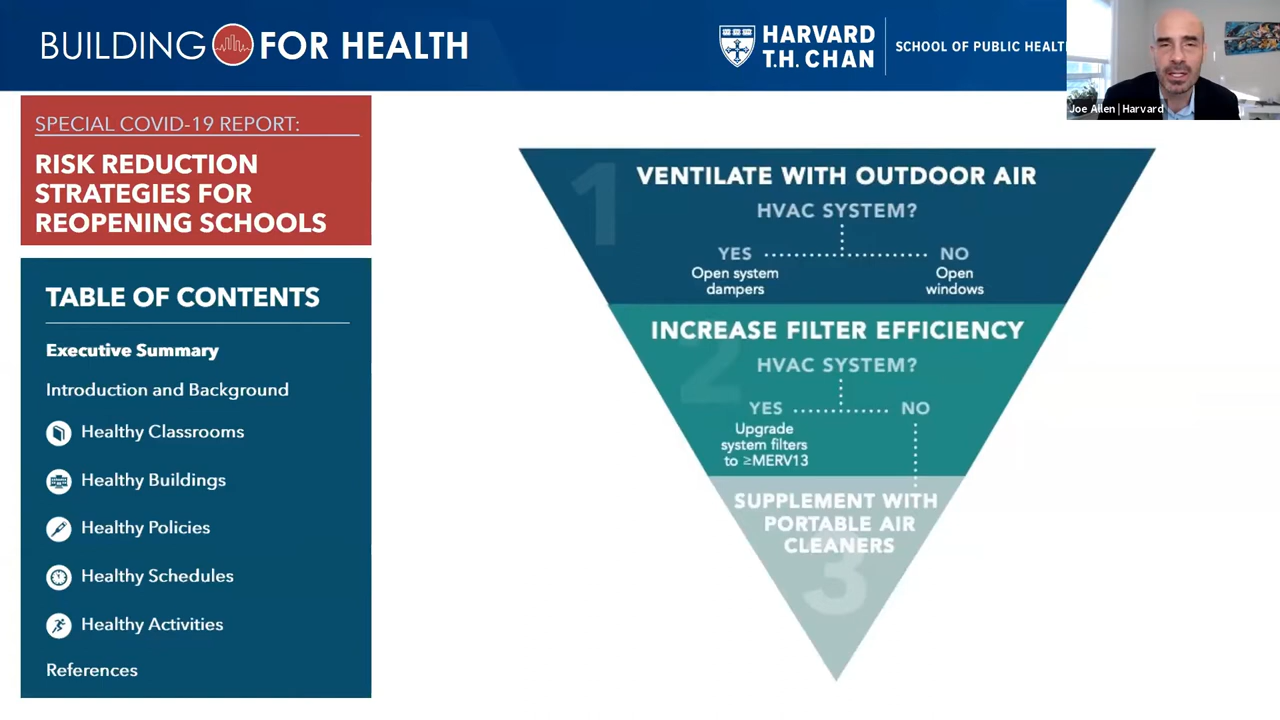 BUILDING FOR HEALTH
HARVARD
T.H. CHAN
SCHOOL OF PUBLIC HEALT
Joe Allen | Harvard
SPECIAL COVID-19 REPORT:
RISK REDUCTION
STRATEGIES FOR
REOPENING SCHOOLS
TABLE OF CONTENTS
Executive Summary
Introduction and Background
Healthy Classrooms
Healthy Buildings
Healthy Policies
Healthy Schedules
Healthy Activities
References
1
VENTILATE WITH OUTDOOR AIR
HVAC SYSTEM?
YES NO
Open system Open
dampers windows
2
INCREASE FILTER EFFICIENCY
HVAC SYSTEM?
YES NO
Upgrade
system filters
to ≥MERV13
SUPPLEMENT WITH
PORTABLE AIR
CLEANERS
3